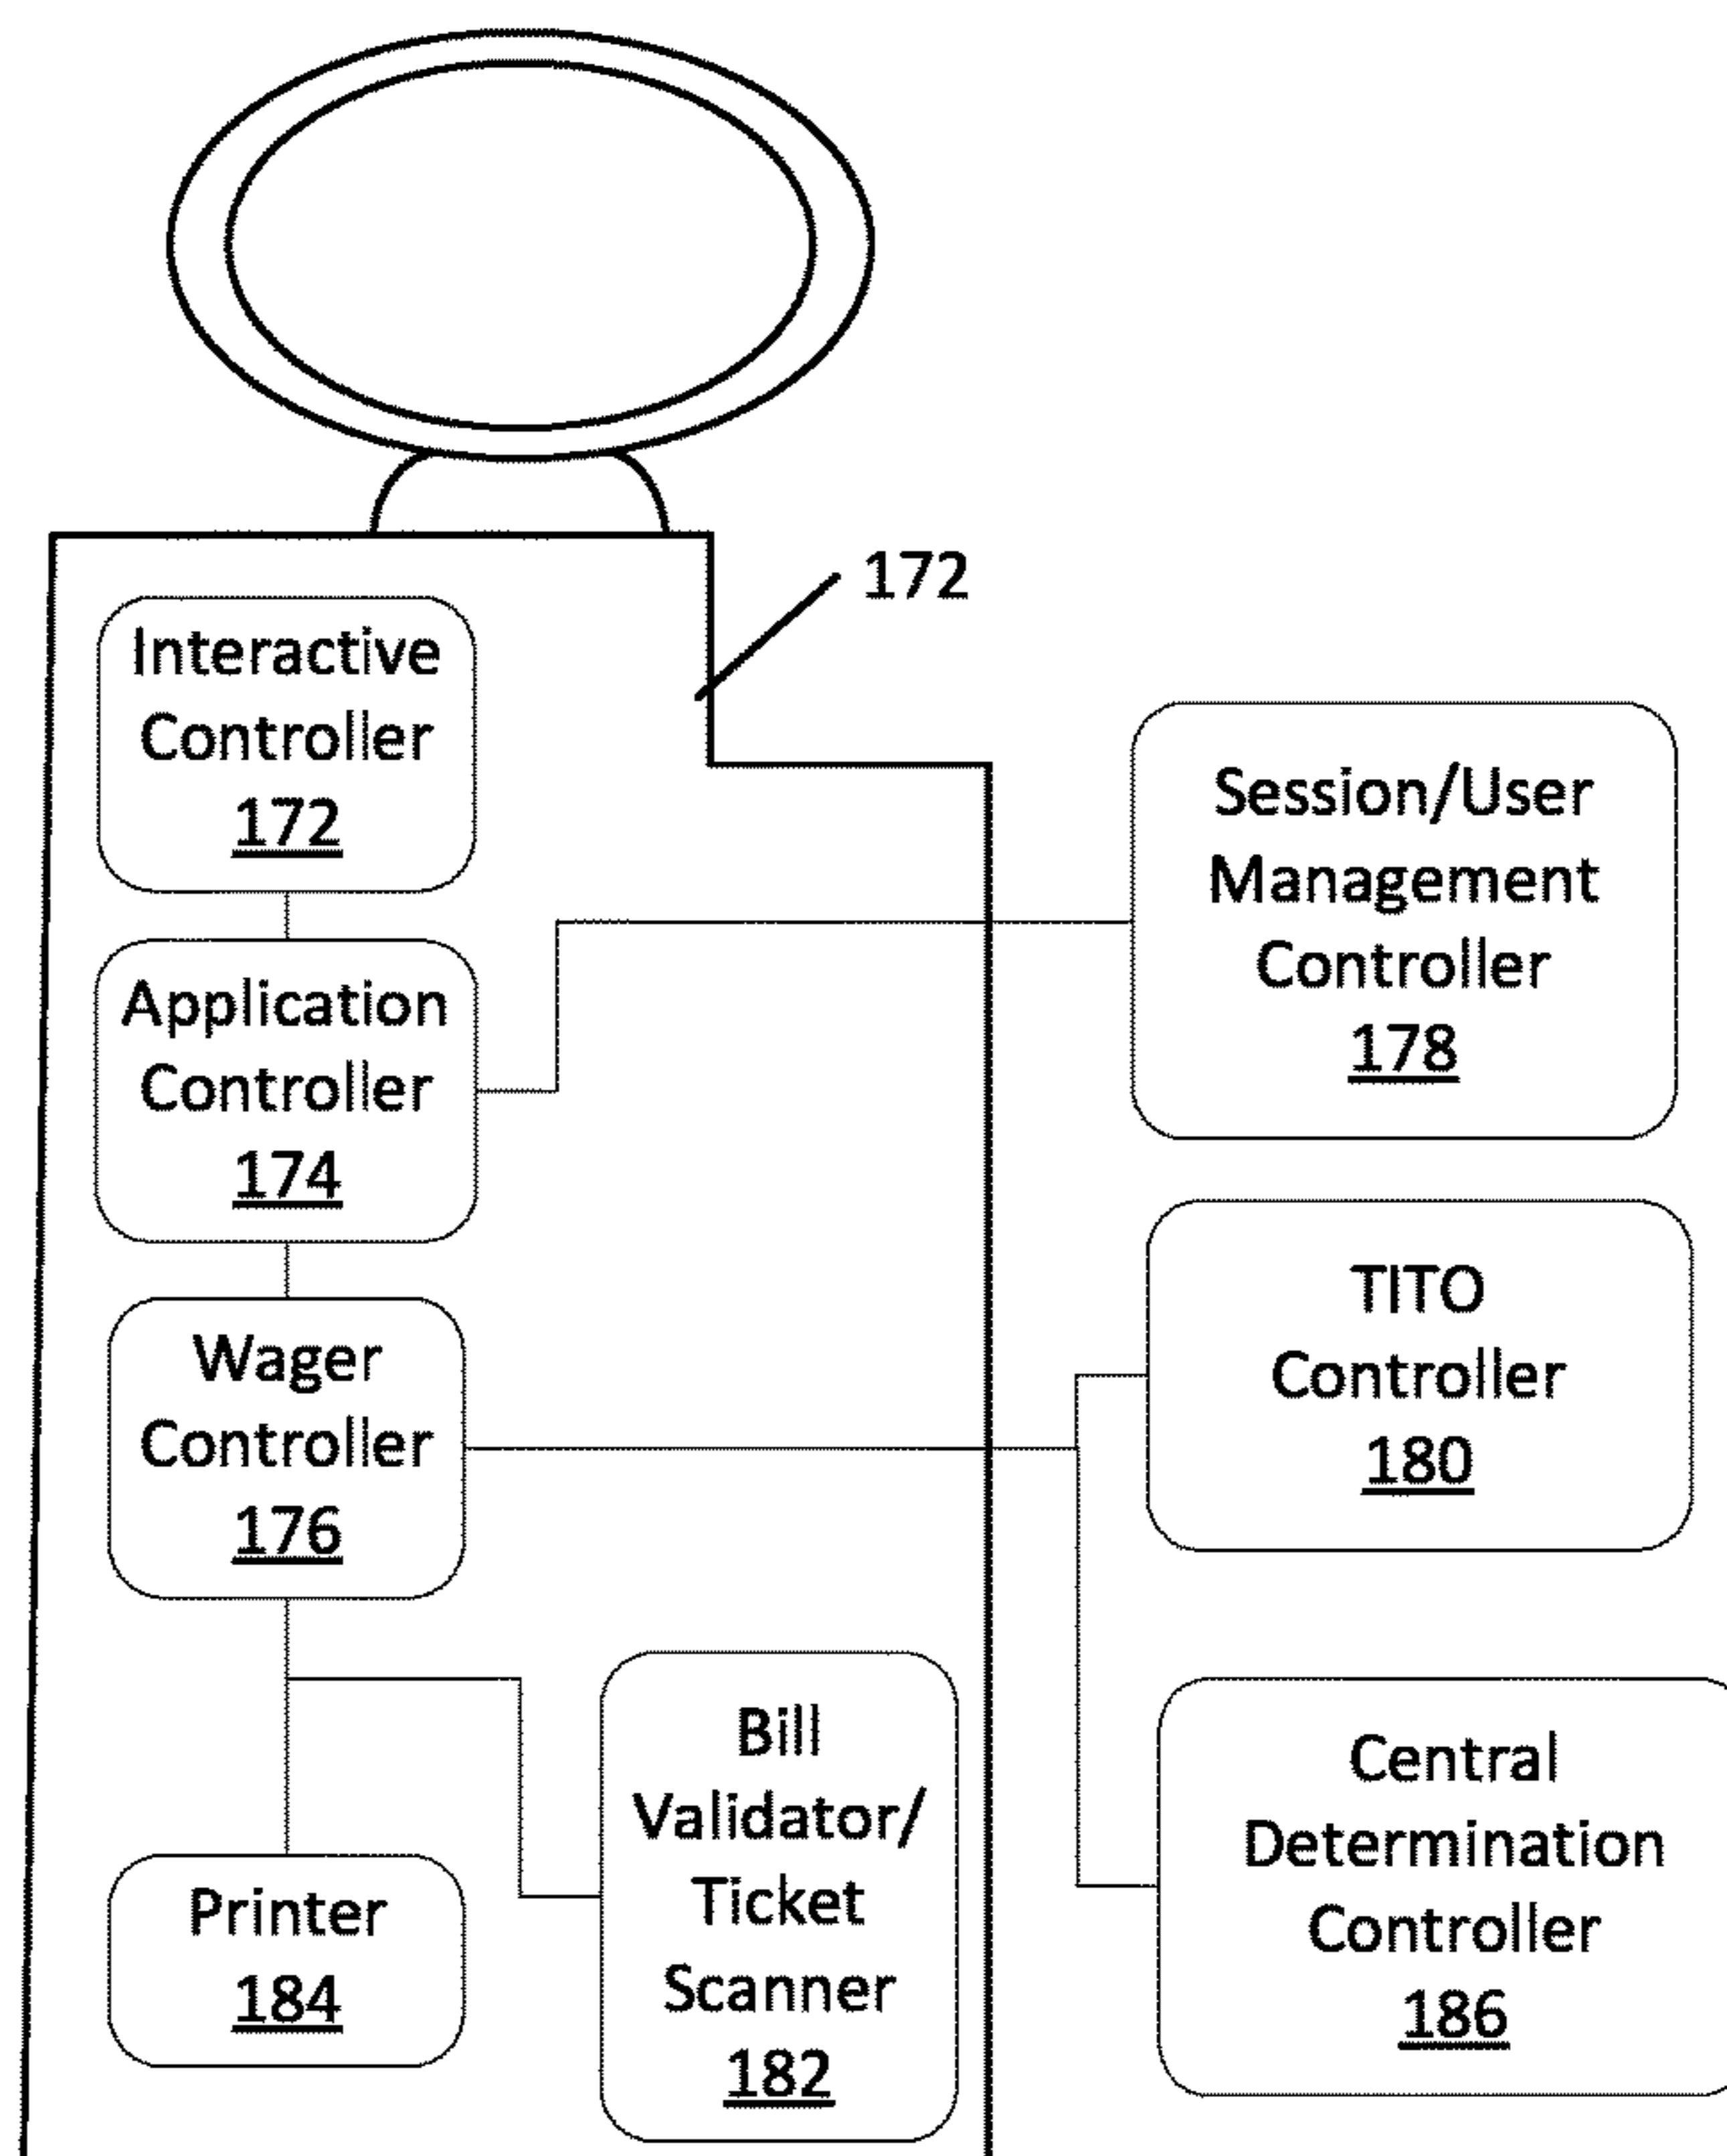 172
Interactive
Controller
172
Application
Controller
174
Wager
Controller
176
Printer
184
Bill
Validator/
Ticket
Scanner
182
Session/User
Management
Controller
178
TITO
Controller
180
Central
Determination
Controller
186